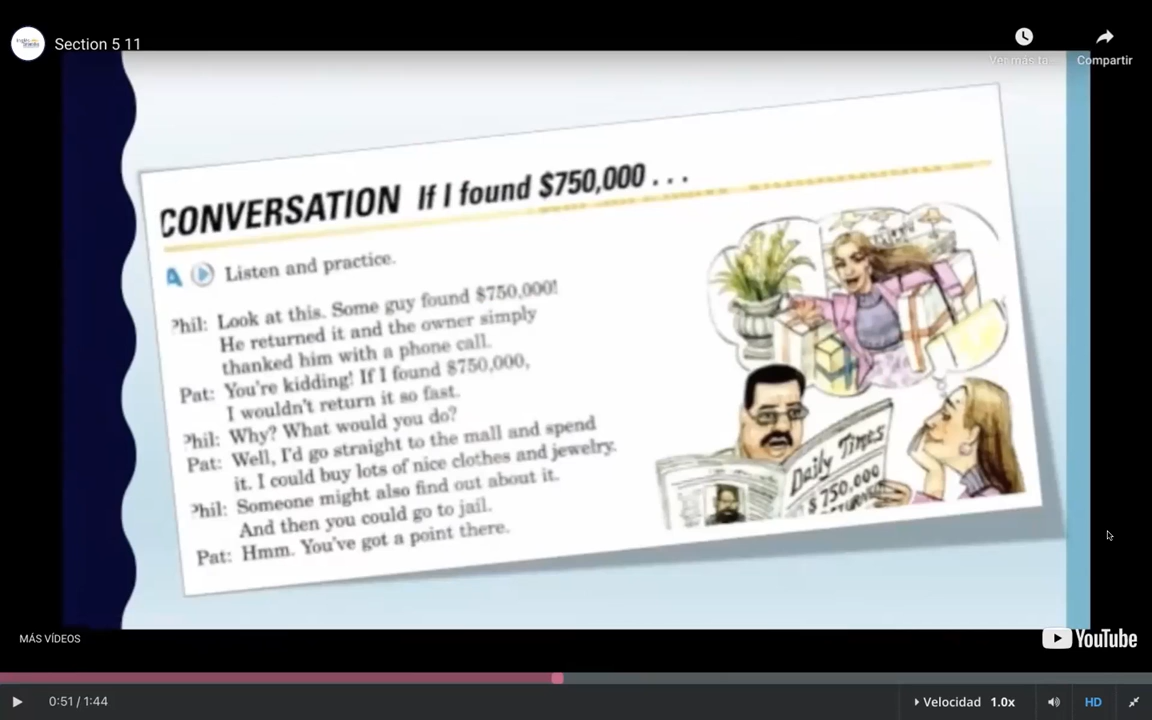 Section 5 11
Ver más ta...
Compartir
CONVERSATION If I found $750,000 . . .
A Listen and practice.
Phil: Look at this. Some guy found $750,000!
He returned it and the owner simply
thanked him with a phone call.
Pat: You're kidding! If I found $750,000,
I wouldn't return it so fast.
Phil: Why? What would you do?
Pat: Well, I'd go straight to the mall and spend
it. I could buy lots of nice clothes and jewelry.
Phil: Someone might also find out about it.
And then you could go to jail.
Pat: Hmm. You've got a point there.
Daily Times
$750,000
MÁS VÍDEOS
YouTube
0:51 / 1:44
Velocidad 1.0x
HD